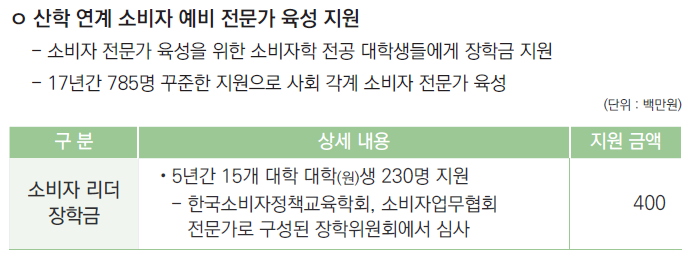 ㅇ 산학 연계 소비자 예비 전문가 육성 지원
– 소비자 전문가 육성을 위한 소비자학 전공 대학생들에게 장학금 지원
– 17년간 785명 꾸준한 지원으로 사회 각계 소비자 전문가 육성
(단위 : 백만원)
구 분 상세 내용 지원 금액
소비자 리더 장학금
• 5년간 15개 대학 대학(원)생 230명 지원
– 한국소비자정책교육학회, 소비자업무협회
전문가로 구성된 장학위원회에서 심사
400